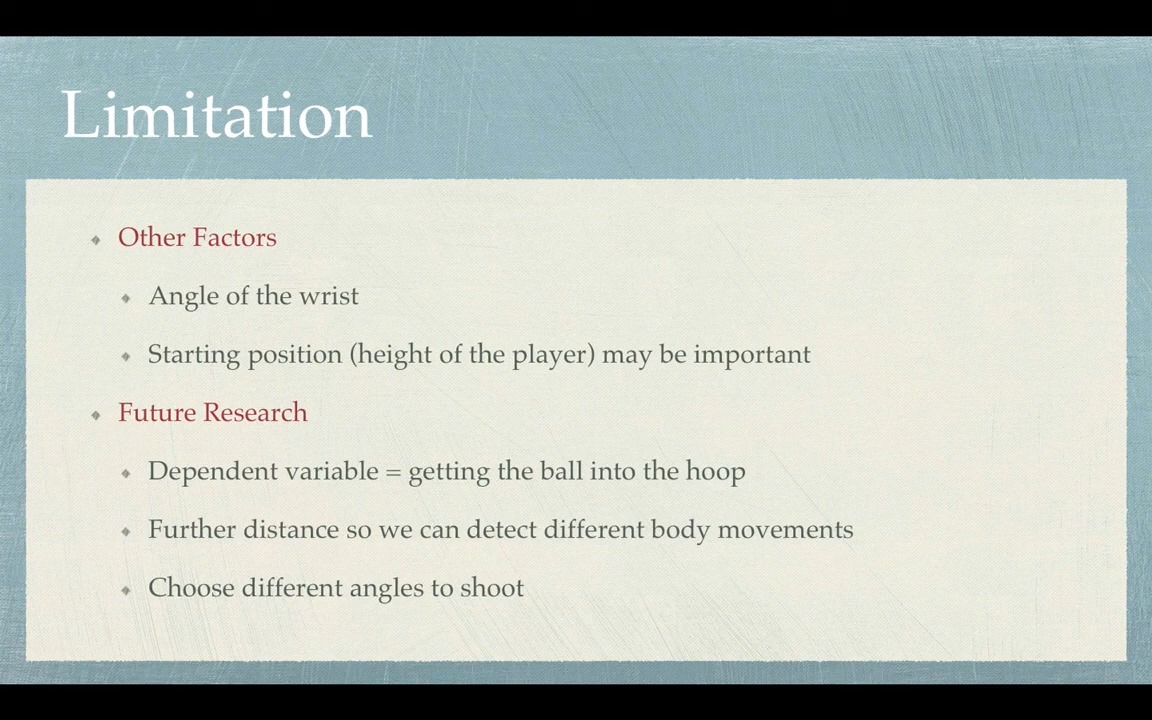 Limitation
Other Factors
Angle of the wrist
Starting position (height of the player) may be important
Future Research
Dependent variable = getting the ball into the hoop
Further distance so we can detect different body movements
Choose different angles to shoot